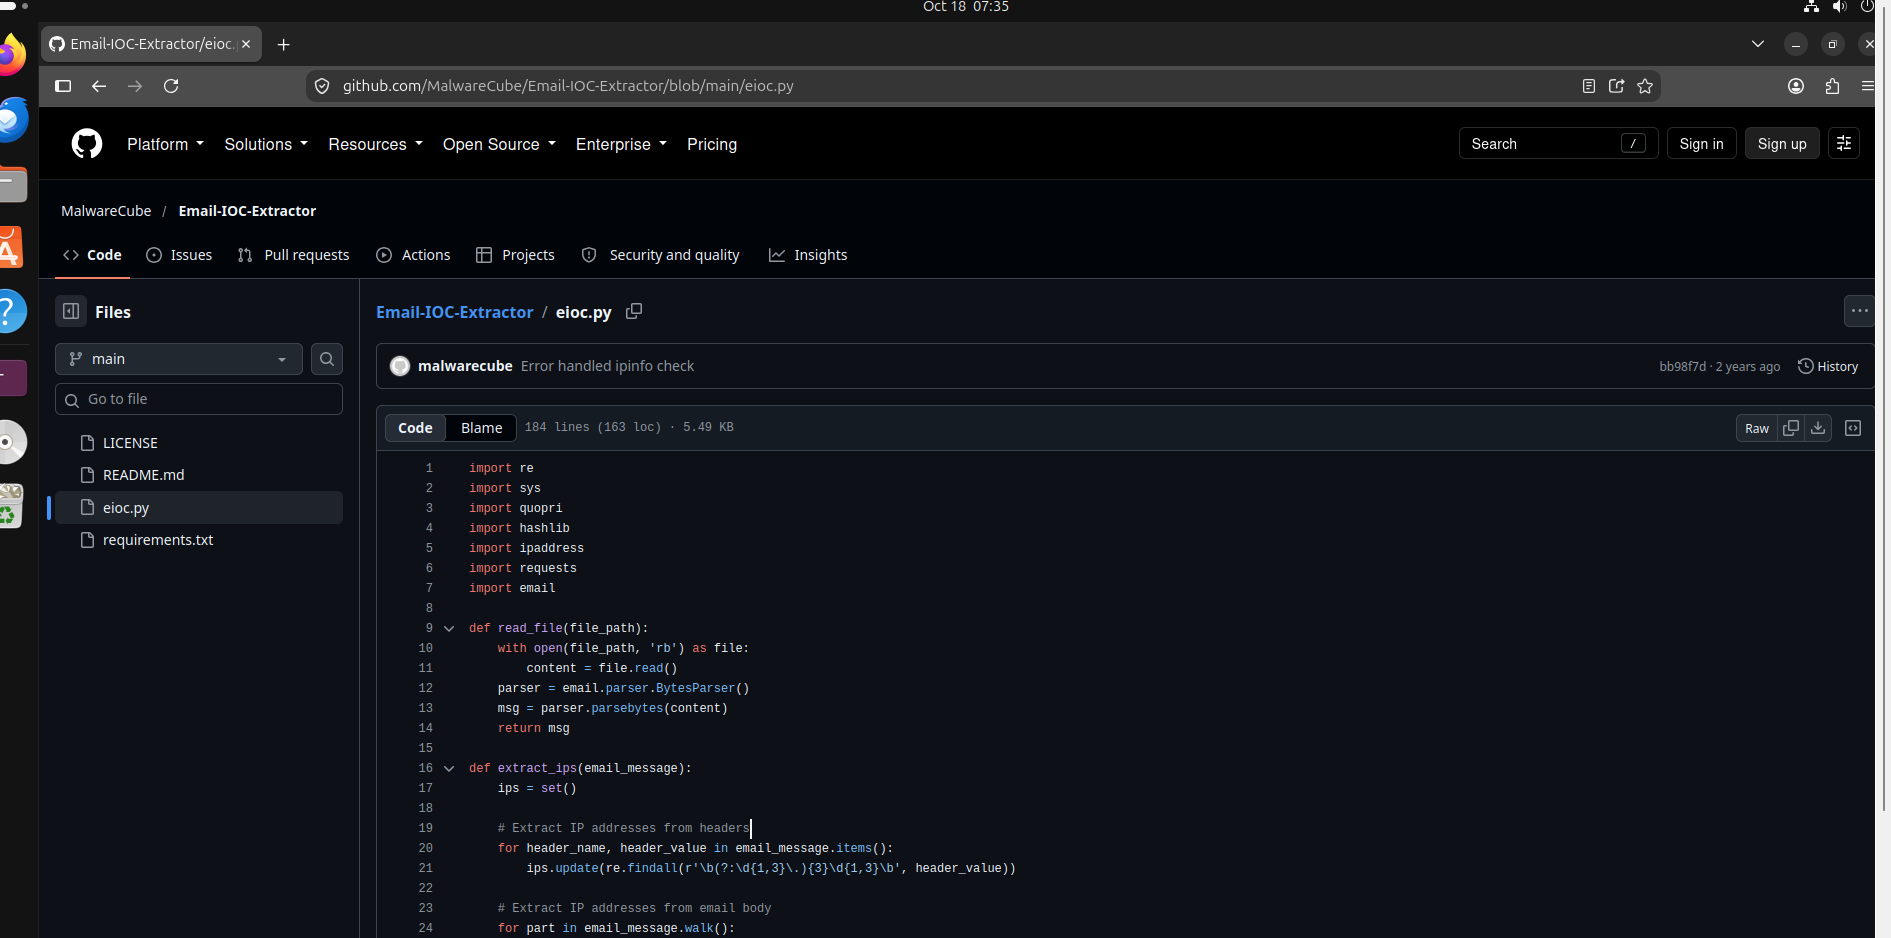 Oct 18 07:35
Email-IOC-Extractor/eioc.
github.com/MalwareCube/Email-IOC-Extractor/blob/main/eioc.py
Platform Solutions Resources Open Source Enterprise Pricing Search / Sign in Sign up
MalwareCube / Email-IOC-Extractor
Code Issues Pull requests Actions Projects Security and quality Insights
Files
main
Go to file
LICENSE
README.md
eioc.py
requirements.txt
Email-IOC-Extractor / eioc.py
malwarecube Error handled ipinfo check bb98f7d · 2 years ago History
Code Blame 184 lines (163 loc) · 5.49 KB Raw
1 import re
2 import sys
3 import quopri
4 import hashlib
5 import ipaddress
6 import requests
7 import email
8
9 def read_file(file_path):
10     with open(file_path, 'rb') as file:
11         content = file.read()
12     parser = email.parser.BytesParser()
13     msg = parser.parsebytes(content)
14     return msg
15
16 def extract_ips(email_message):
17     ips = set()
18
19     # Extract IP addresses from headers
20     for header_name, header_value in email_message.items():
21         ips.update(re.findall(r'\b(?:\d{1,3}\.){3}\d{1,3}\b', header_value))
22
23     # Extract IP addresses from email body
24     for part in email_message.walk():